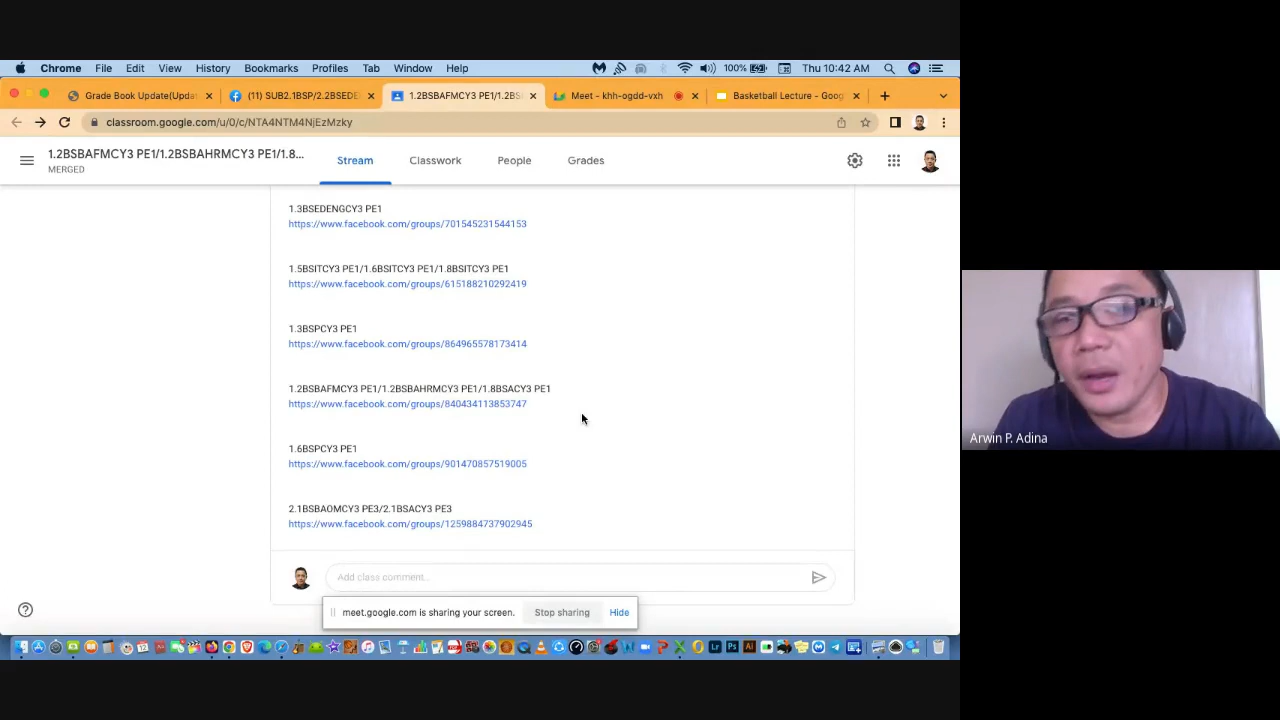 Chrome File Edit View History Bookmarks Profiles Tab Window Help 100% Thu 10:42 AM
Grade Book Update(Updat (11) SUB2.1BSP/2.2BSEDE 1.2BSBAFMCY3 PE1/1.2BS Meet - khh-ogdd-vxh Basketball Lecture - Goog
classroom.google.com/u/0/c/NTA4NTM4NjEzMzky
1.2BSBAFMCY3 PE1/1.2BSBAHRMCY3 PE1/1.8...
MERGED
Stream Classwork People Grades
1.3BSEDENGCY3 PE1
https://www.facebook.com/groups/701545231544153
1.5BSITCY3 PE1/1.6BSITCY3 PE1/1.8BSITCY3 PE1
https://www.facebook.com/groups/615188210292419
1.3BSPCY3 PE1
https://www.facebook.com/groups/864965578173414
1.2BSBAFMCY3 PE1/1.2BSBAHRMCY3 PE1/1.8BSACY3 PE1
https://www.facebook.com/groups/840434113853747
1.6BSPCY3 PE1
https://www.facebook.com/groups/901470857519005
2.1BSBAOMCY3 PE3/2.1BSACY3 PE3
https://www.facebook.com/groups/1259884737902945
Add class comment...
meet.google.com is sharing your screen. Stop sharing Hide
Arwin P. Adina